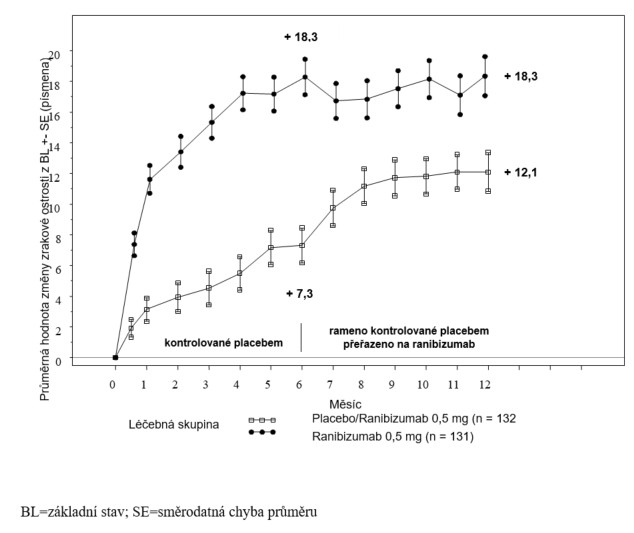 Průměrná hodnota změny zrakové ostrosti z BL +- SE (písmena)
20
18
16
14
12
10
8
6
4
2
0
+ 18,3
+ 18,3
+ 12,1
+ 7,3
kontrolované placebem
rameno kontrolované placebem
přeřazeno na ranibizumab
0 1 2 3 4 5 6 7 8 9 10 11 12
Měsíc
Léčebná skupina
Placebo/Ranibizumab 0,5 mg (n = 132
Ranibizumab 0,5 mg (n = 131)
BL=základní stav; SE=směrodatná chyba průměru